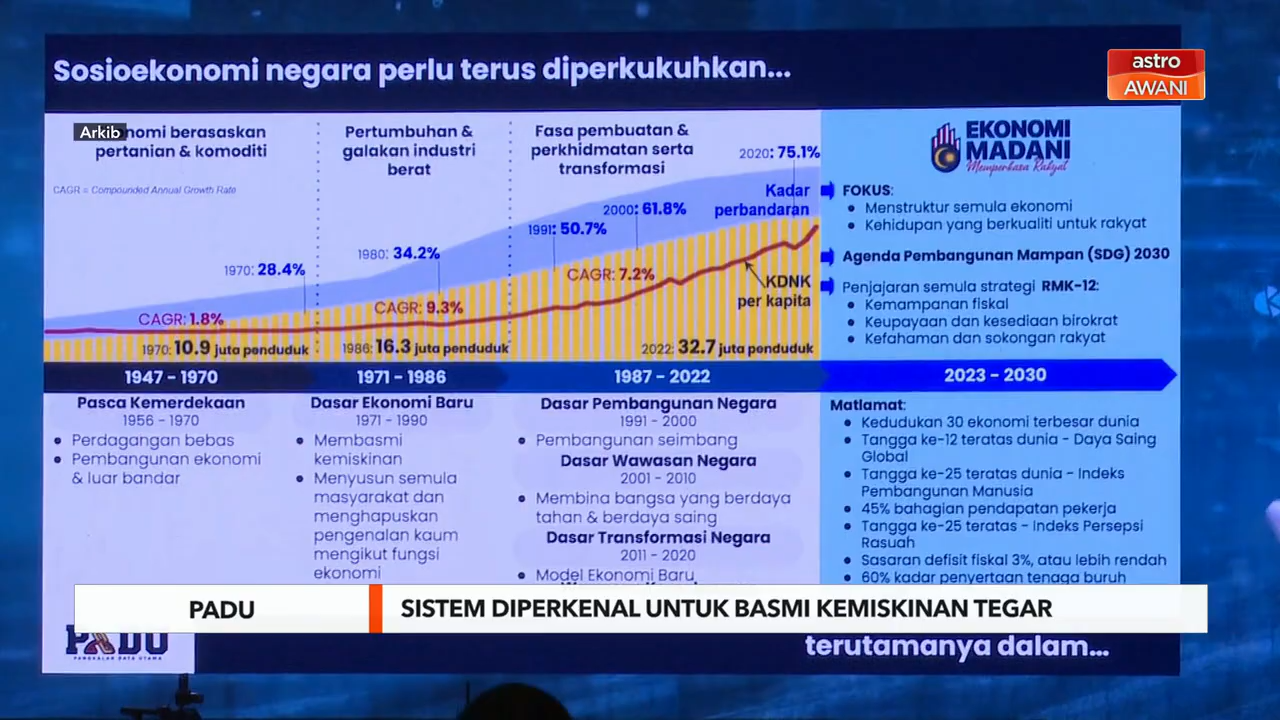 Sosioekonomi negara perlu terus diperkukuhkan...
astro
AWANI
Arkib
berasaskan
pertanian & komoditi
CAGR = Compounded Annual Growth Rate
Pertumbuhan &
galakan industri
berat
Fasa pembuatan &
perkhidmatan serta
transformasi
2020: 75.1%
Kadar
perbandaran
2000: 61.8%
1991: 50.7%
1980: 34.2%
1970: 28.4%
CAGR: 7.2%
KDNK
per kapita
CAGR: 9.3%
CAGR: 1.8%
1970: 10.9 juta penduduk
1986: 16.3 juta penduduk
2022: 32.7 juta penduduk
EKONOMI
MADANI
Memperkasa Rakyat
FOKUS:
Menstruktur semula ekonomi
Kehidupan yang berkualiti untuk rakyat
Agenda Pembangunan Mampan (SDG) 2030
Penjajaran semula strategi RMK-12:
Kemampanan fiskal
Keupayaan dan kesediaan birokrat
Kefahaman dan sokongan rakyat
1947 - 1970
1971 - 1986
1987 - 2022
2023 - 2030
Pasca Kemerdekaan
1956 - 1970
Perdagangan bebas
Pembangunan ekonomi
& luar bandar
Dasar Ekonomi Baru
1971 - 1990
Membasmi
kemiskinan
Menyusun semula
masyarakat dan
menghapuskan
pengenalan kaum
mengikut fungsi
ekonomi
Dasar Pembangunan Negara
1991 - 2000
Pembangunan seimbang
Dasar Wawasan Negara
2001 - 2010
Membina bangsa yang berdaya
tahan & berdaya saing
Dasar Transformasi Negara
2011 - 2020
Model Ekonomi Baru
Matlamat:
Kedudukan 30 ekonomi terbesar dunia
Tangga ke-12 teratas dunia - Daya Saing
Global
Tangga ke-25 teratas dunia - Indeks
Pembangunan Manusia
45% bahagian pendapatan pekerja
Tangga ke-25 teratas - Indeks Persepsi
Rasuah
Sasaran defisit fiskal 3%, atau lebih rendah
60% kadar penyertaan tenaga buruh
PADU
SISTEM DIPERKENAL UNTUK BASMI KEMISKINAN TEGAR
PADU
PANGKALAN DATA UTAMA
terutamanya dalam...